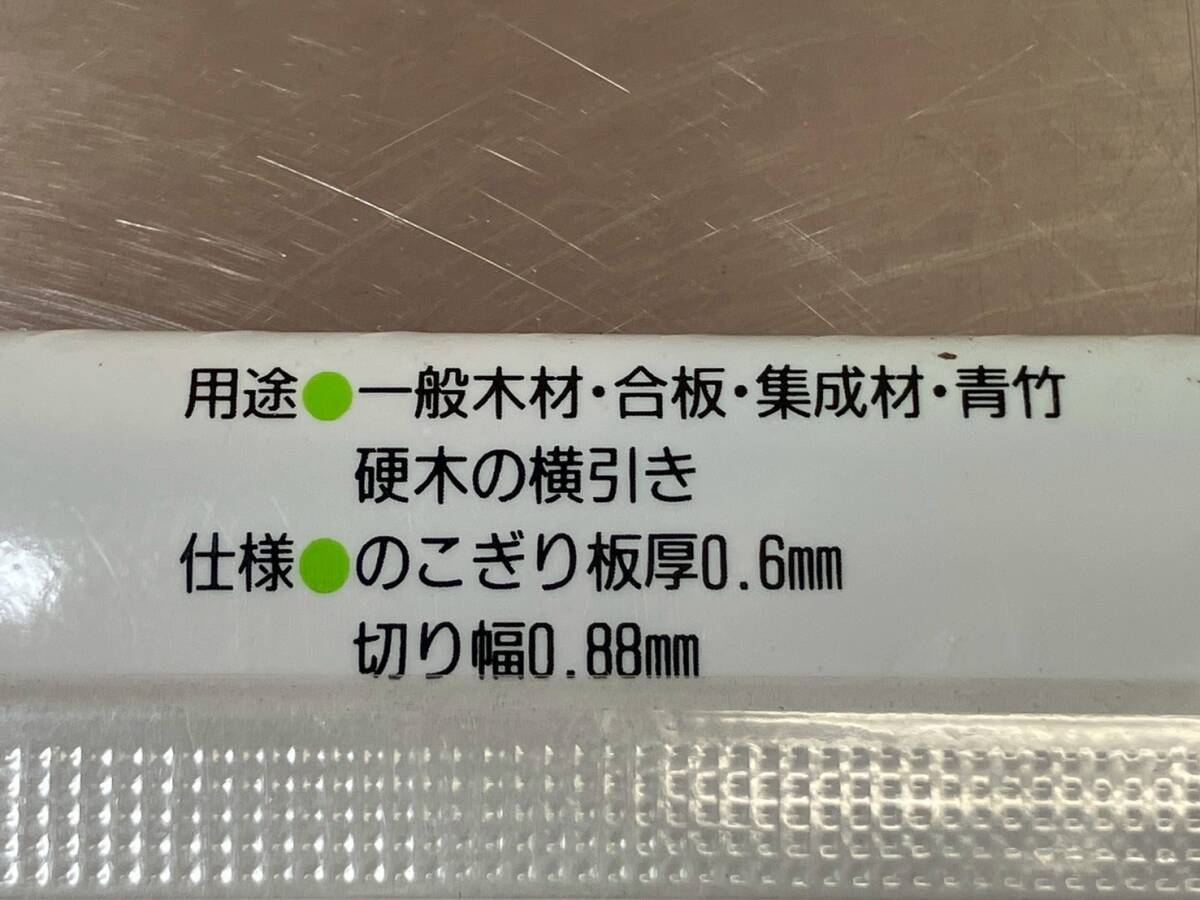 用途●一般木材・合板・集成材・青竹
硬木の横引き
仕様●のこぎり板厚0.6mm
切り幅0.88mm